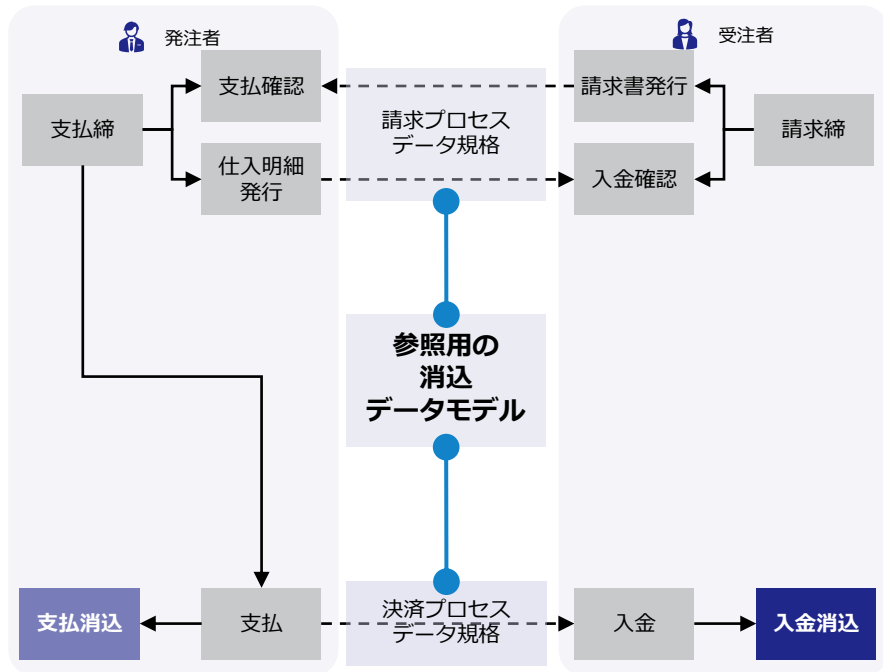 発注者
受注者
支払締
支払確認
仕入明細
発行
請求プロセス
データ規格
請求書発行
入金確認
請求締
参照用の
消込
データモデル
支払消込
支払
決済プロセス
データ規格
入金
入金消込